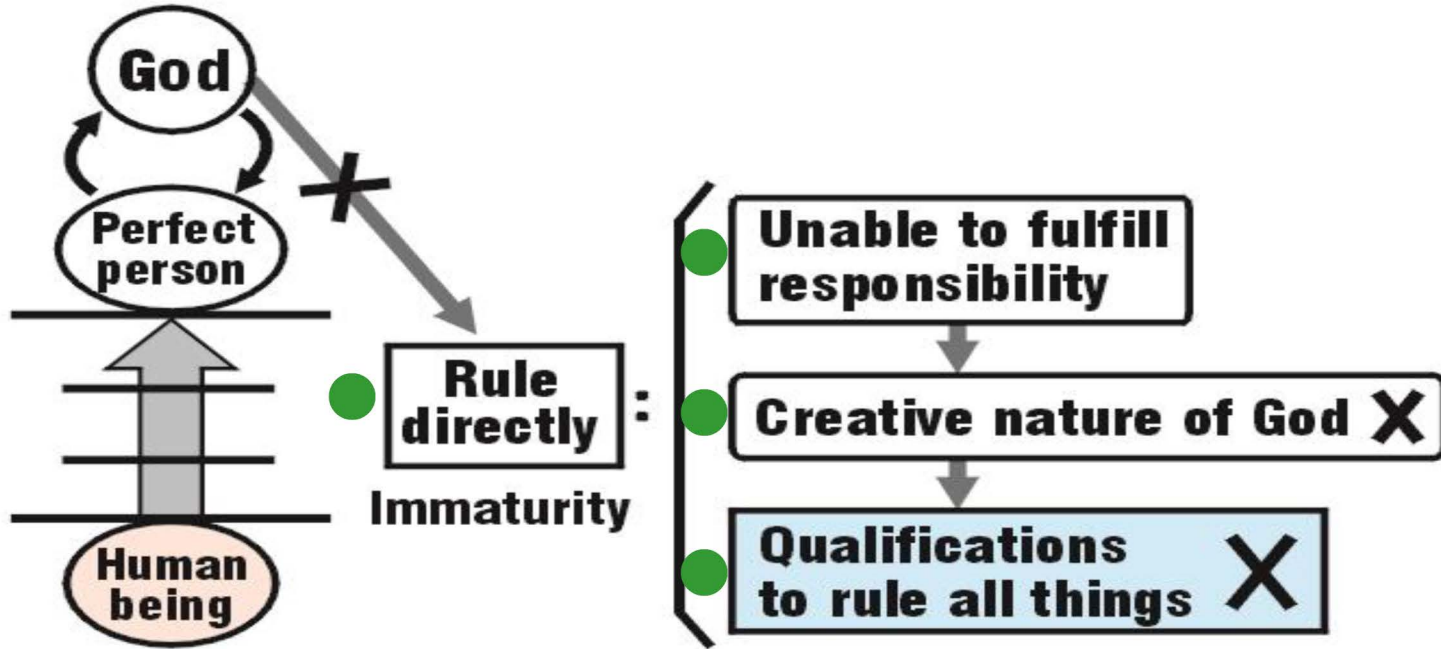 God
Perfect
person
Human
being
Rule
directly
:
Immaturity
Unable to fulfill
responsibility
Creative nature of God X
Qualifications
to rule all things X